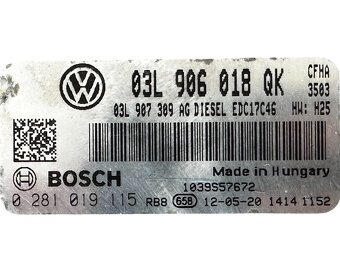 03L 906 018 QK CFHA
3503
03L 907 309 AG DIESEL EDC17C46 HW: H25
Made in Hungary
BOSCH
1039S57672
0 281 019 115 RB8 658 12-05-20 1414 1152